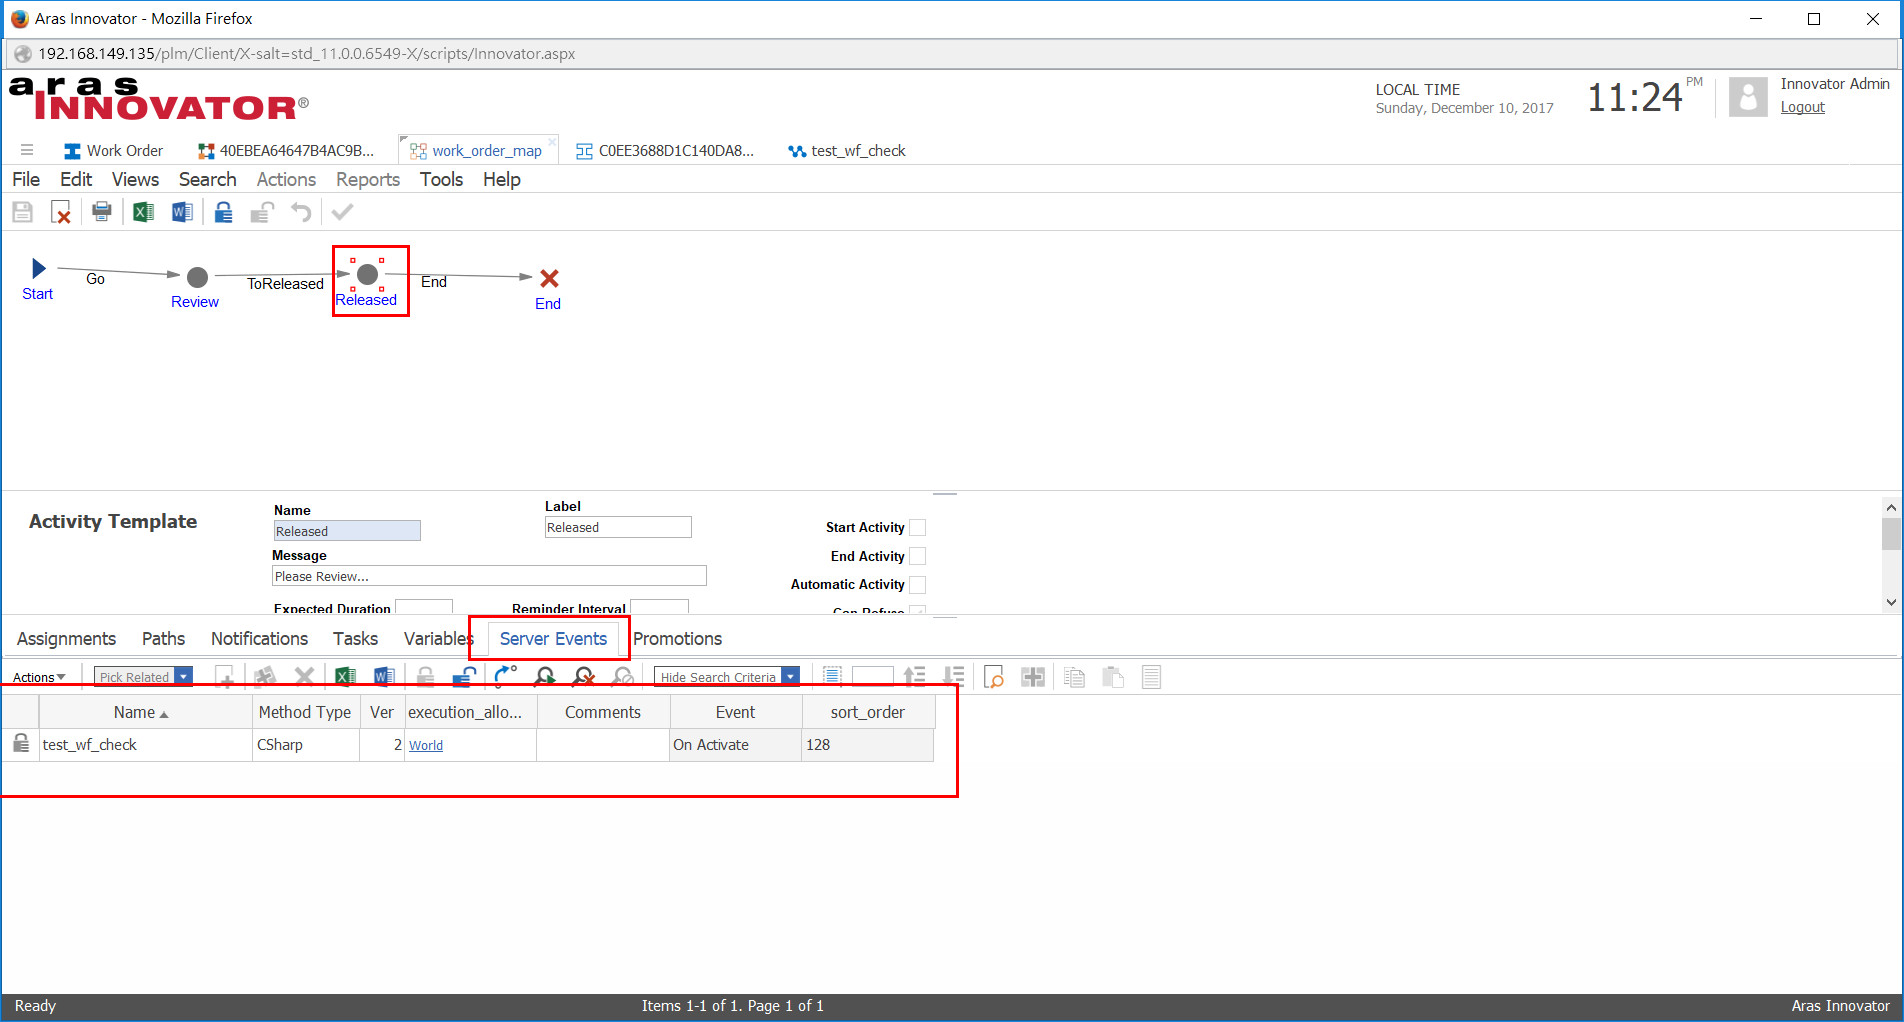 Aras Innovator - Mozilla Firefox
192.168.149.135/plm/Client/X-salt=std_11.0.0.6549-X/scripts/Innovator.aspx
aras
INNOVATOR®
LOCAL TIME
Sunday, December 10, 2017
11:24 PM
Innovator Admin
Logout
Work Order 40EBEA64647B4AC9B... work_order_map C0EE3688D1C140DA8... test_wf_check
File Edit Views Search Actions Reports Tools Help
Go ToReleased End
Start Review Released End
Activity Template
Name Label
Released Released
Message
Please Review...
Expected Duration Reminder Interval
Start Activity
End Activity
Automatic Activity
Can Refuse
Assignments Paths Notifications Tasks Variables Server Events Promotions
Actions Pick Related Hide Search Criteria
Name Method Type Ver execution_allo... Comments Event sort_order
test_wf_check CSharp 2 World On Activate 128
Ready Items 1-1 of 1. Page 1 of 1 Aras Innovator